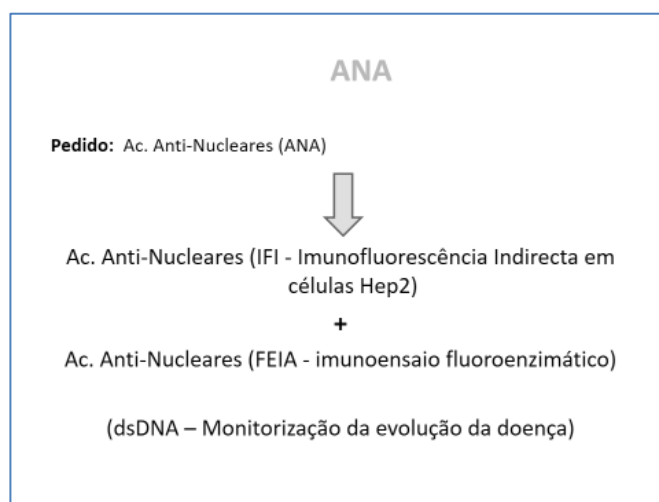 ANA
Pedido: Ac. Anti-Nucleares (ANA)
Ac. Anti-Nucleares (IFI - Imunofluorescência Indirecta em
células Hep2)
+
Ac. Anti-Nucleares (FEIA - imunoensaio fluoroenzimático)
(dsDNA – Monitorização da evolução da doença)